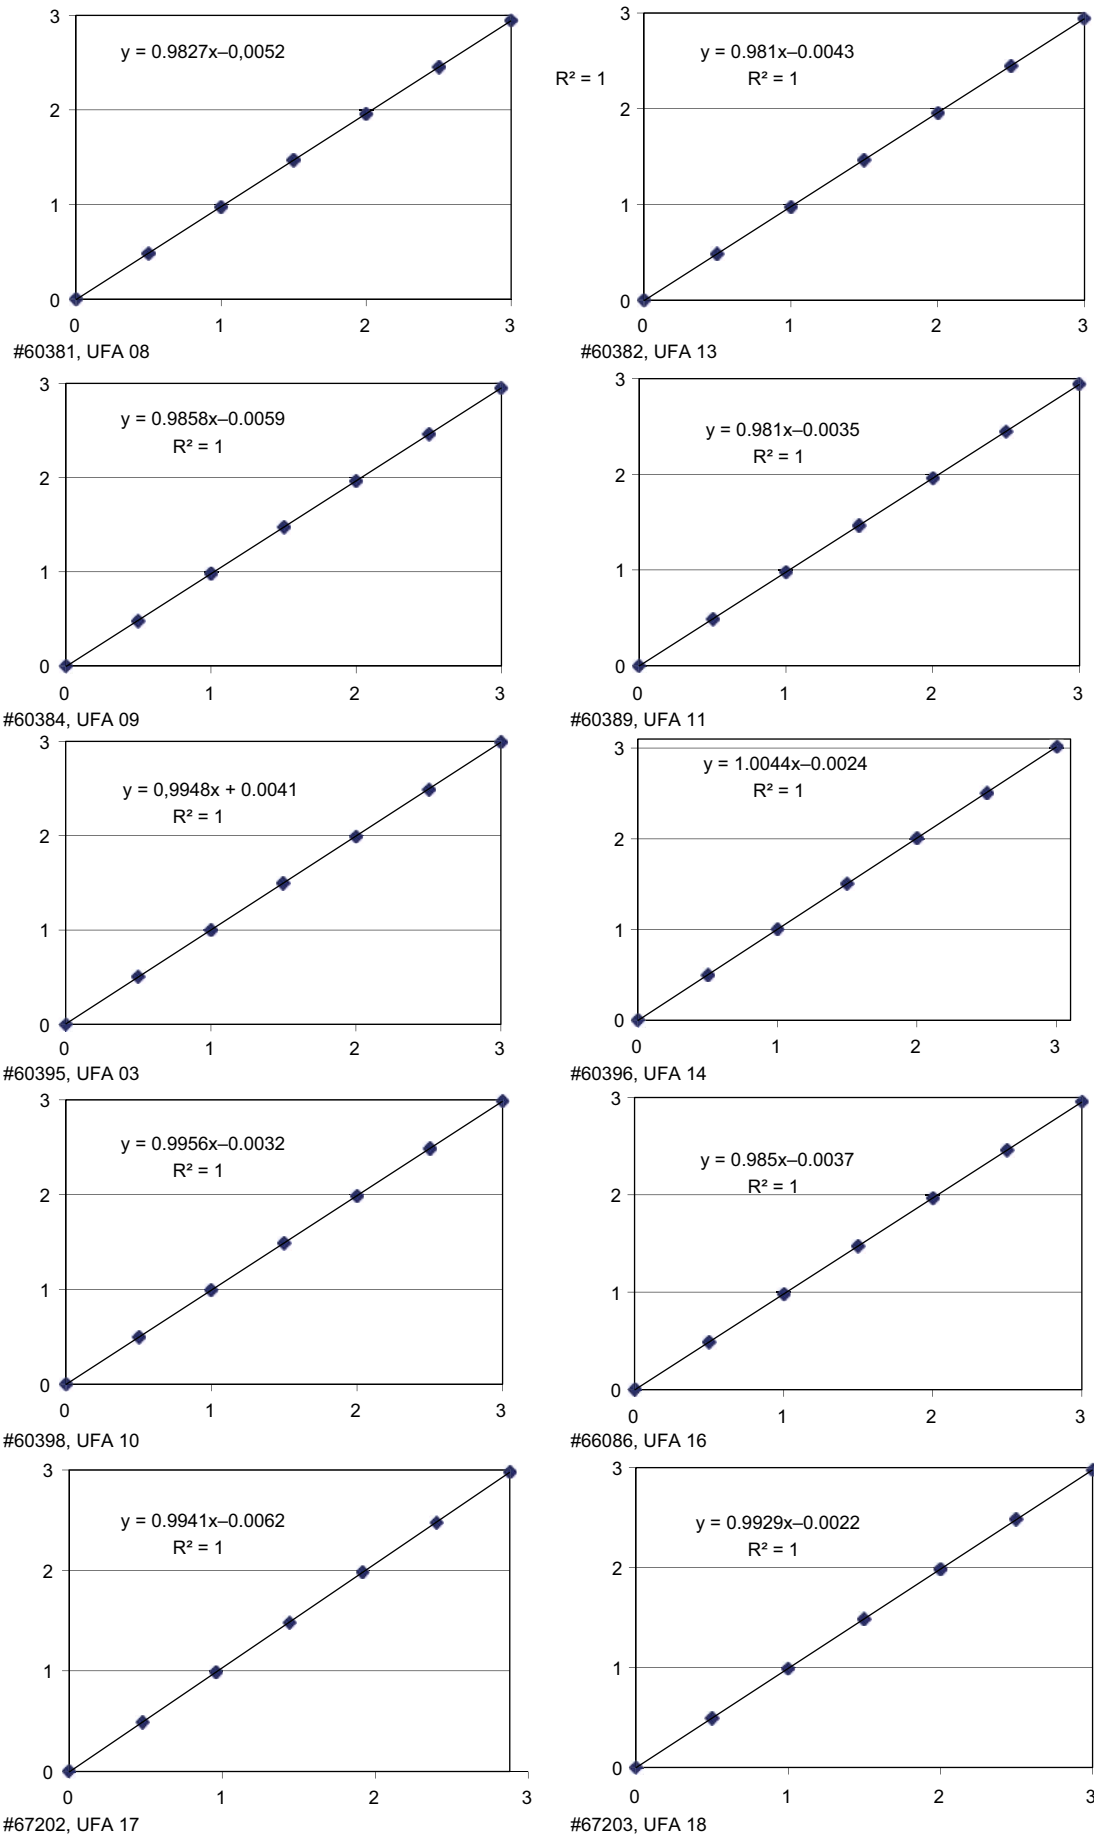 3
2
1
0
y = 0.9827x–0,0052
R² = 1
0 1 2 3
#60381, UFA 08
3
2
1
0
y = 0.981x–0.0043
R² = 1
0 1 2 3
#60382, UFA 13
3
2
1
0
y = 0.9858x–0.0059
R² = 1
0 1 2 3
#60384, UFA 09
3
2
1
0
y = 0.981x–0.0035
R² = 1
0 1 2 3
#60389, UFA 11
3
2
1
0
y = 0,9948x + 0.0041
R² = 1
0 1 2 3
#60395, UFA 03
3
2
1
0
y = 1.0044x–0.0024
R² = 1
0 1 2 3
#60396, UFA 14
3
2
1
0
y = 0.9956x–0.0032
R² = 1
0 1 2 3
#60398, UFA 10
3
2
1
0
y = 0.985x–0.0037
R² = 1
0 1 2 3
#66086, UFA 16
3
2
1
0
y = 0.9941x–0.0062
R² = 1
0 1 2 3
#67202, UFA 17
3
2
1
0
y = 0.9929x–0.0022
R² = 1
0 1 2 3
#67203, UFA 18